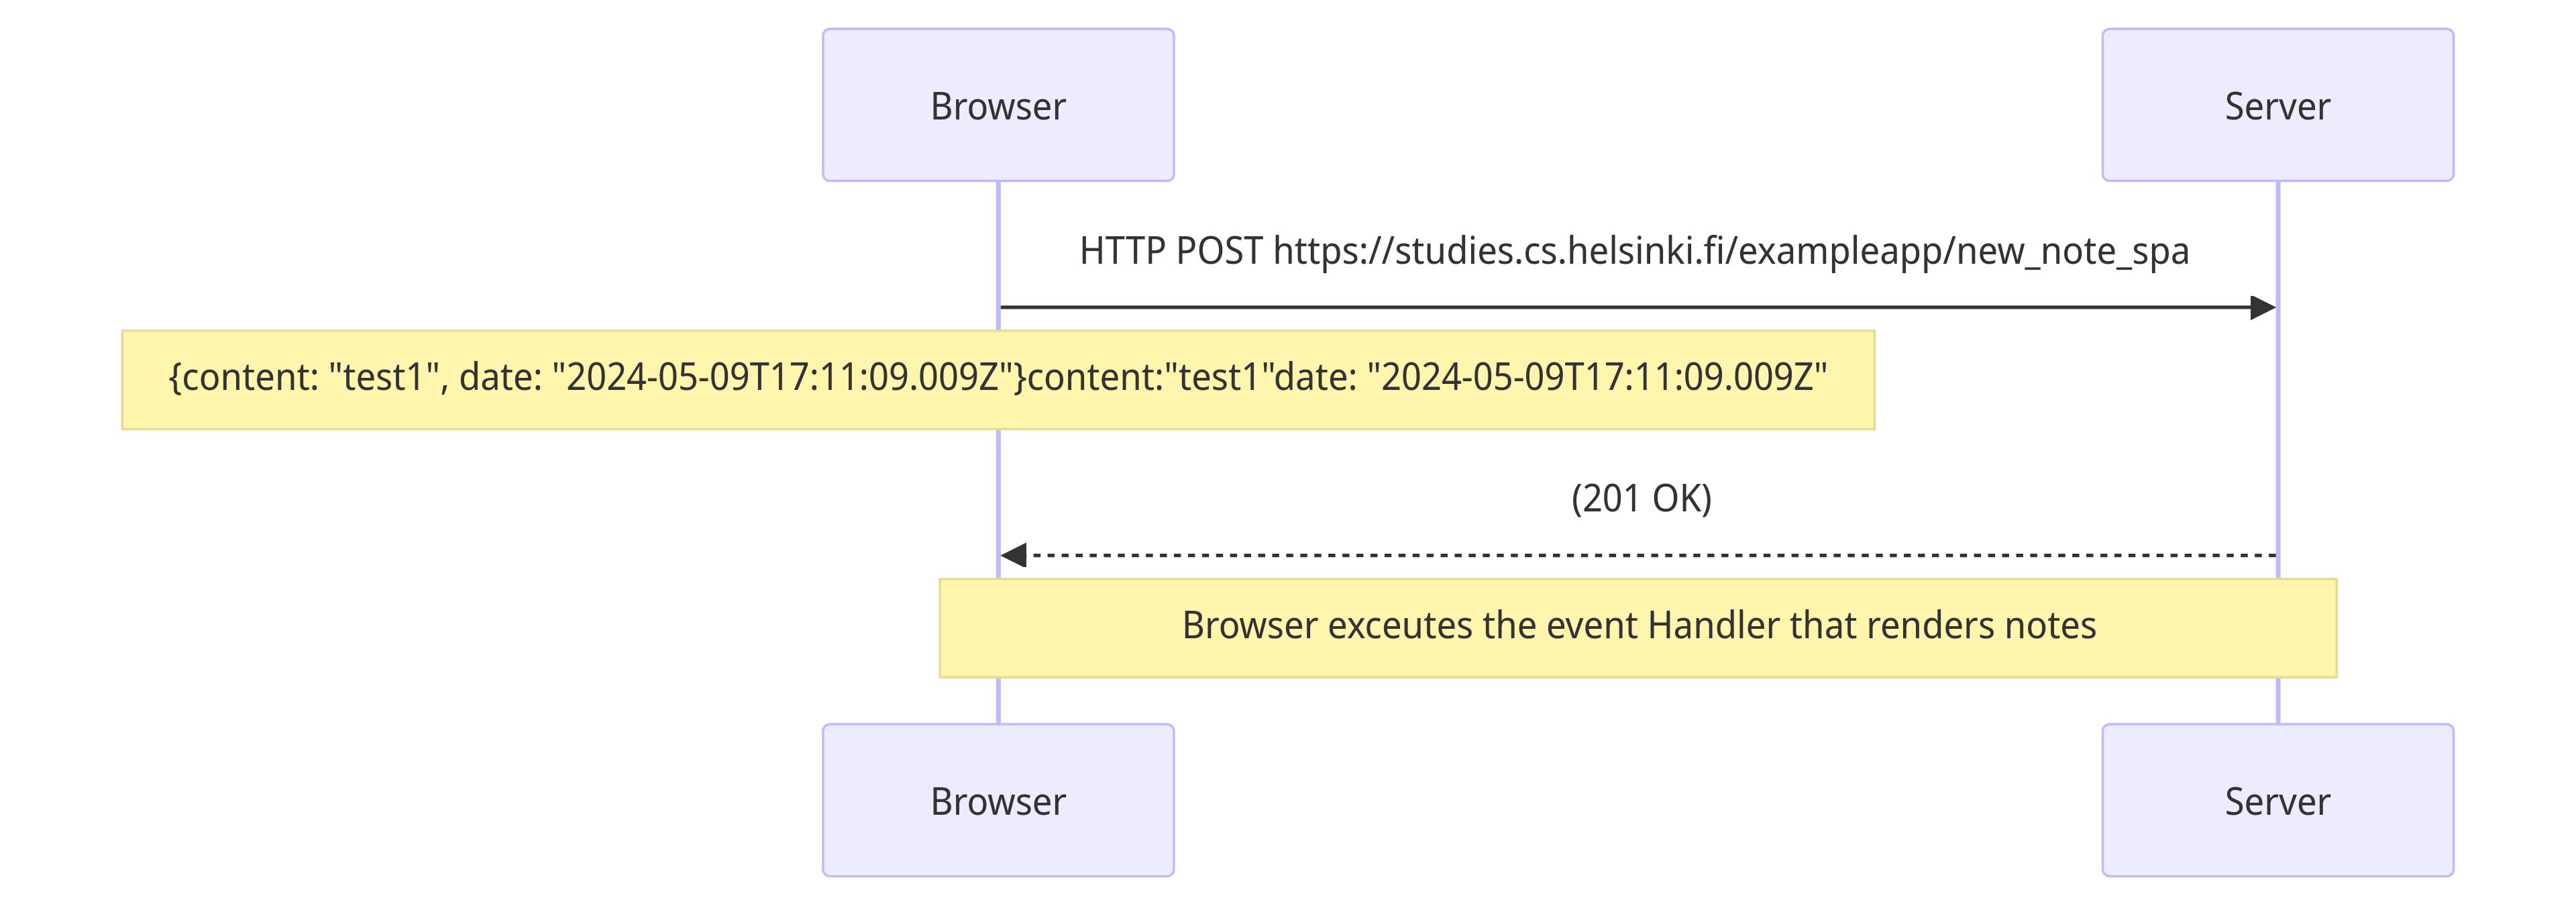 Browser
Server
HTTP POST https://studies.cs.helsinki.fi/exampleapp/new_note_spa
{content: "test1", date: "2024-05-09T17:11:09.009Z"}content:"test1"date: "2024-05-09T17:11:09.009Z"
(201 OK)
Browser exceutes the event Handler that renders notes
Browser
Server